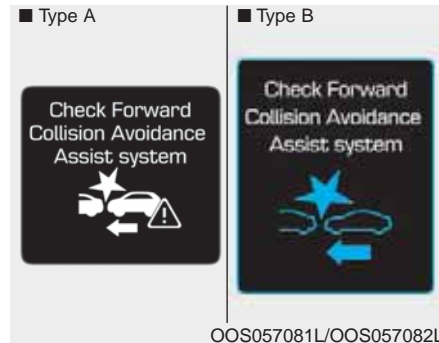 ■ Type A
■ Type B
Check Forward
Collision Avoidance
Assist system
Check Forward
Collision Avoidance
Assist system
OOS057081L/OOS057082L